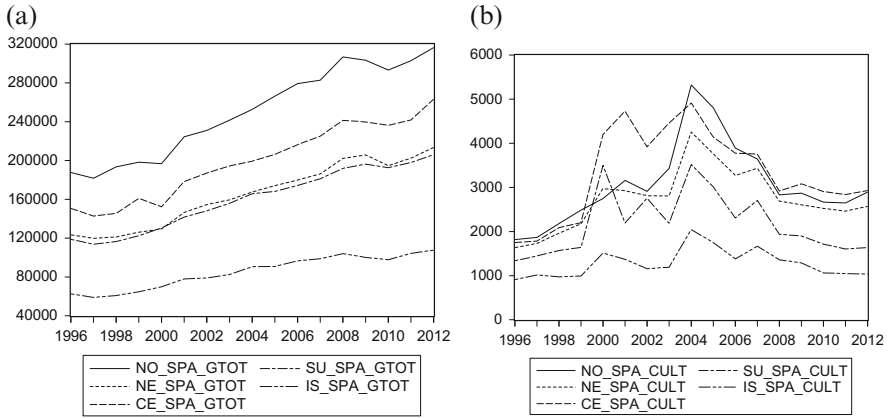 (a)
320000
280000
240000
200000
160000
120000
80000
40000
1996 1998 2000 2002 2004 2006 2008 2010 2012
NO_SPA_GTOT SU_SPA_GTOT
NE_SPA_GTOT IS_SPA_GTOT
CE_SPA_GTOT
(b)
6000
5000
4000
3000
2000
1000
0
1996 1998 2000 2002 2004 2006 2008 2010 2012
NO_SPA_CULT SU_SPA_CULT
NE_SPA_CULT IS_SPA_CULT
CE_SPA_CULT